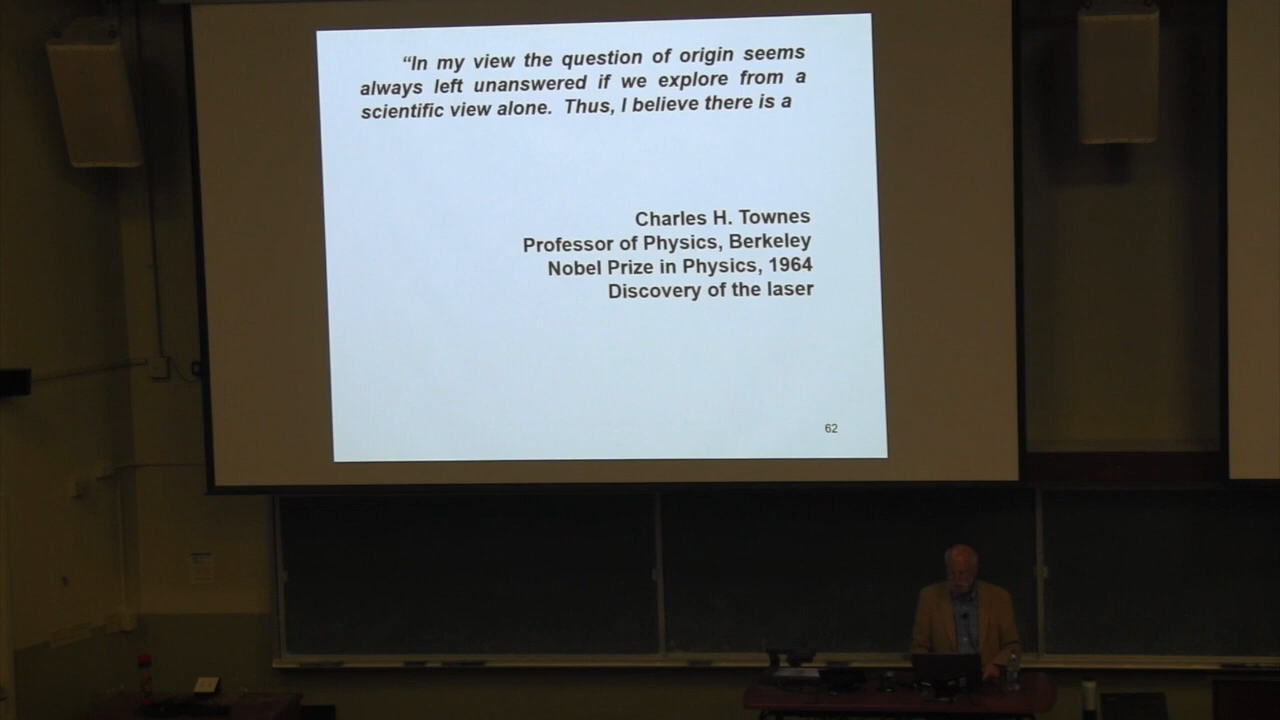 “In my view the question of origin seems
always left unanswered if we explore from a
scientific view alone.  Thus, I believe there is a
Charles H. Townes
Professor of Physics, Berkeley
Nobel Prize in Physics, 1964
Discovery of the laser
62